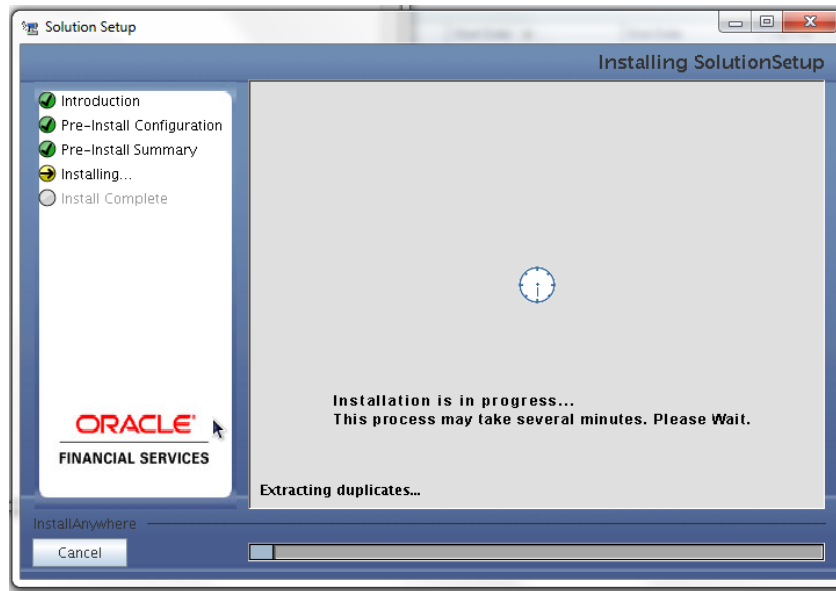 Solution Setup
Installing SolutionSetup
Introduction
Pre-Install Configuration
Pre-Install Summary
Installing...
Install Complete
Installation is in progress...
This process may take several minutes. Please Wait.
ORACLE
FINANCIAL SERVICES
Extracting duplicates...
InstallAnywhere
Cancel